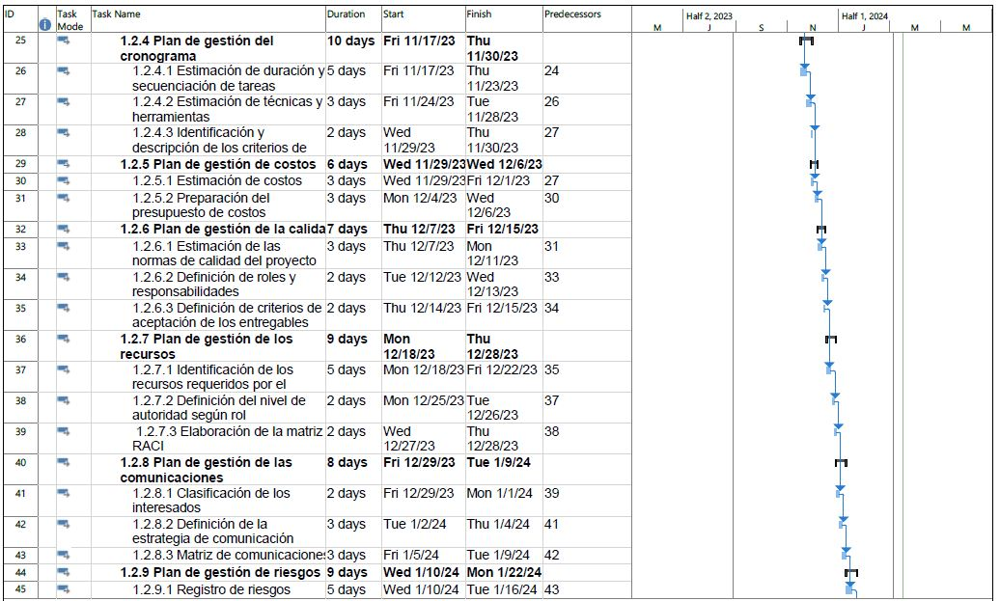 ID Task Mode Task Name Duration Start Finish Predecessors
Half 2, 2023 Half 1, 2024
M J S N J M M
25 1.2.4 Plan de gestión del 10 days Fri 11/17/23 Thu
cronograma 11/30/23
26 1.2.4.1 Estimación de duración y 5 days Fri 11/17/23 Thu 24
secuenciación de tareas 11/23/23
27 1.2.4.2 Estimación de técnicas y 3 days Fri 11/24/23 Tue 26
herramientas 11/28/23
28 1.2.4.3 Identificación y 2 days Wed Thu 27
descripción de los criterios de 11/29/23 11/30/23
29 1.2.5 Plan de gestión de costos 6 days Wed 11/29/23 Wed 12/6/23
30 1.2.5.1 Estimación de costos 3 days Wed 11/29/23 Fri 12/1/23 27
31 1.2.5.2 Preparación del 3 days Mon 12/4/23 Wed 30
presupuesto de costos 12/6/23
32 1.2.6 Plan de gestión de la calida 7 days Thu 12/7/23 Fri 12/15/23
33 1.2.6.1 Estimación de las 3 days Thu 12/7/23 Mon 31
normas de calidad del proyecto 12/11/23
34 1.2.6.2 Definición de roles y 2 days Tue 12/12/23 Wed 33
responsabilidades 12/13/23
35 1.2.6.3 Definición de criterios de 2 days Thu 12/14/23 Fri 12/15/23 34
aceptación de los entregables
36 1.2.7 Plan de gestión de los 9 days Mon Thu
recursos 12/18/23 12/28/23
37 1.2.7.1 Identificación de los 5 days Mon 12/18/23 Fri 12/22/23 35
recursos requeridos por el
38 1.2.7.2 Definición del nivel de 2 days Mon 12/25/23 Tue 37
autoridad según rol 12/26/23
39 1.2.7.3 Elaboración de la matriz 2 days Wed Thu 38
RACI 12/27/23 12/28/23
40 1.2.8 Plan de gestión de las 8 days Fri 12/29/23 Tue 1/9/24
comunicaciones
41 1.2.8.1 Clasificación de los 2 days Fri 12/29/23 Mon 1/1/24 39
interesados
42 1.2.8.2 Definición de la 3 days Tue 1/2/24 Thu 1/4/24 41
estrategia de comunicación
43 1.2.8.3 Matriz de comunicaciones 3 days Fri 1/5/24 Tue 1/9/24 42
44 1.2.9 Plan de gestión de riesgos 9 days Wed 1/10/24 Mon 1/22/24
45 1.2.9.1 Registro de riesgos 5 days Wed 1/10/24 Tue 1/16/24 43